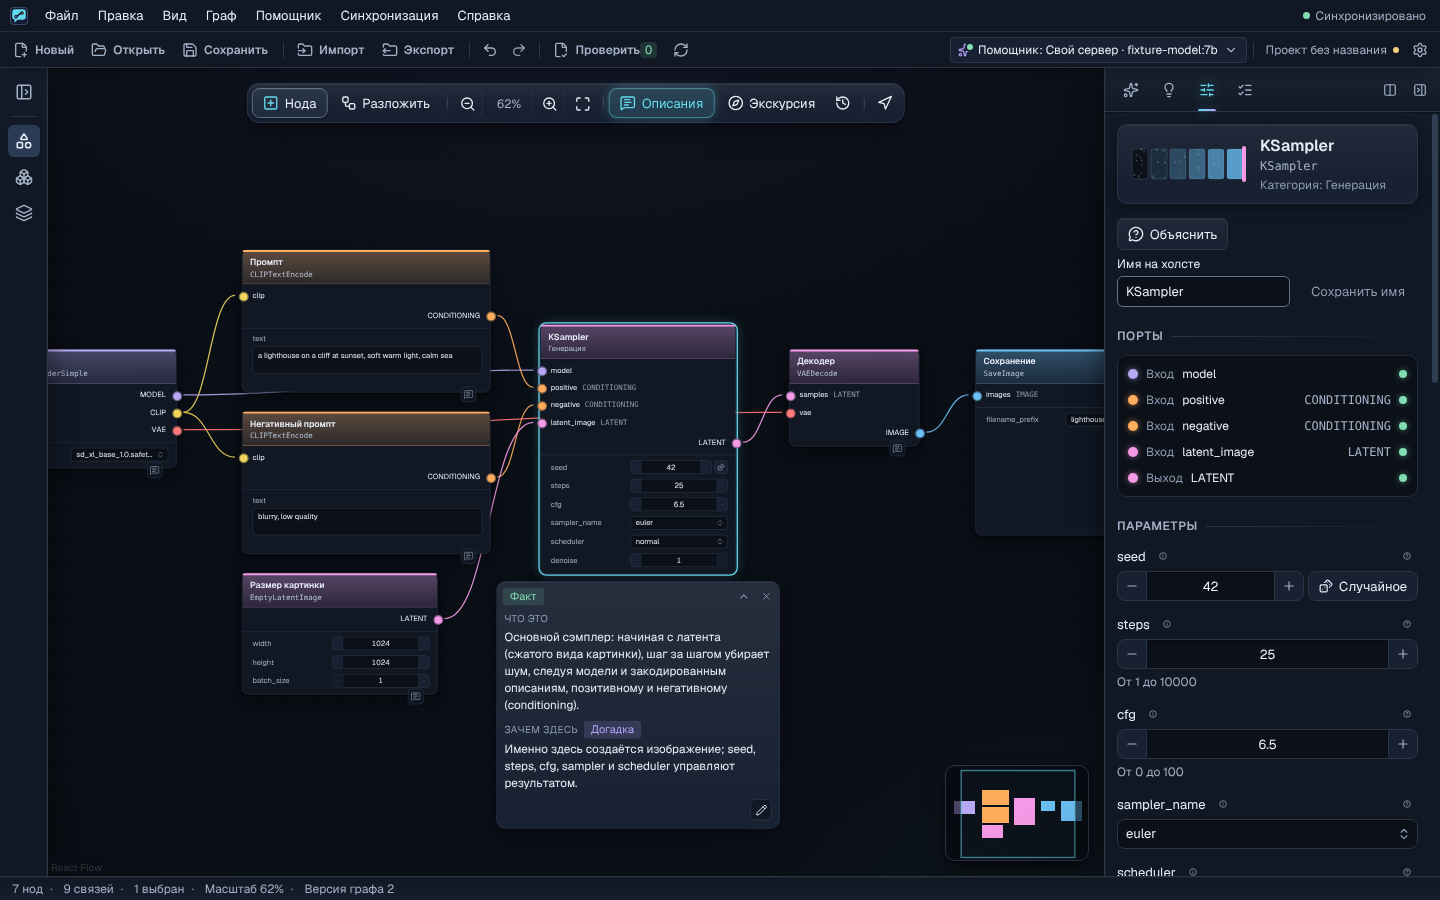 Файл Правка Вид Граф Помощник Синхронизация Справка
Синхронизировано
Новый Открыть Сохранить Импорт Экспорт Проверить 0
Помощник: Свой сервер · fixture-model:7b
Проект без названия
Нода Разложить 62% Описания Экскурсия
derSimple
MODEL
CLIP
VAE
sd_xl_base_1.0.safet...
Промпт
CLIPTextEncode
clip
CONDITIONING
text
a lighthouse on a cliff at sunset, soft warm light, calm sea
Негативный промпт
CLIPTextEncode
clip
CONDITIONING
text
blurry, low quality
Размер картинки
EmptyLatentImage
LATENT
width 1024
height 1024
batch_size 1
KSampler
Генерация
model
positive CONDITIONING
negative CONDITIONING
latent_image LATENT
LATENT
seed 42
steps 25
cfg 6.5
sampler_name euler
scheduler normal
denoise 1
Декодер
VAEDecode
samples LATENT
vae
IMAGE
Сохранение
SaveImage
images IMAGE
filename_prefix lighthous
Факт
ЧТО ЭТО
Основной сэмплер: начиная с латента
(сжатого вида картинки), шаг за шагом убирает
шум, следуя модели и закодированным
описаниям, позитивному и негативному
(conditioning).
ЗАЧЕМ ЗДЕСЬ Догадка
Именно здесь создаётся изображение; seed,
steps, cfg, sampler и scheduler управляют
результатом.
React Flow
KSampler
KSampler
Категория: Генерация
Объяснить
Имя на холсте
KSampler Сохранить имя
ПОРТЫ
Вход model
Вход positive CONDITIONING
Вход negative CONDITIONING
Вход latent_image LATENT
Выход LATENT
ПАРАМЕТРЫ
seed
42 Случайное
steps
25
От 1 до 10000
cfg
6.5
От 0 до 100
sampler_name
euler
scheduler
7 нод · 9 связей · 1 выбран · Масштаб 62% · Версия графа 2